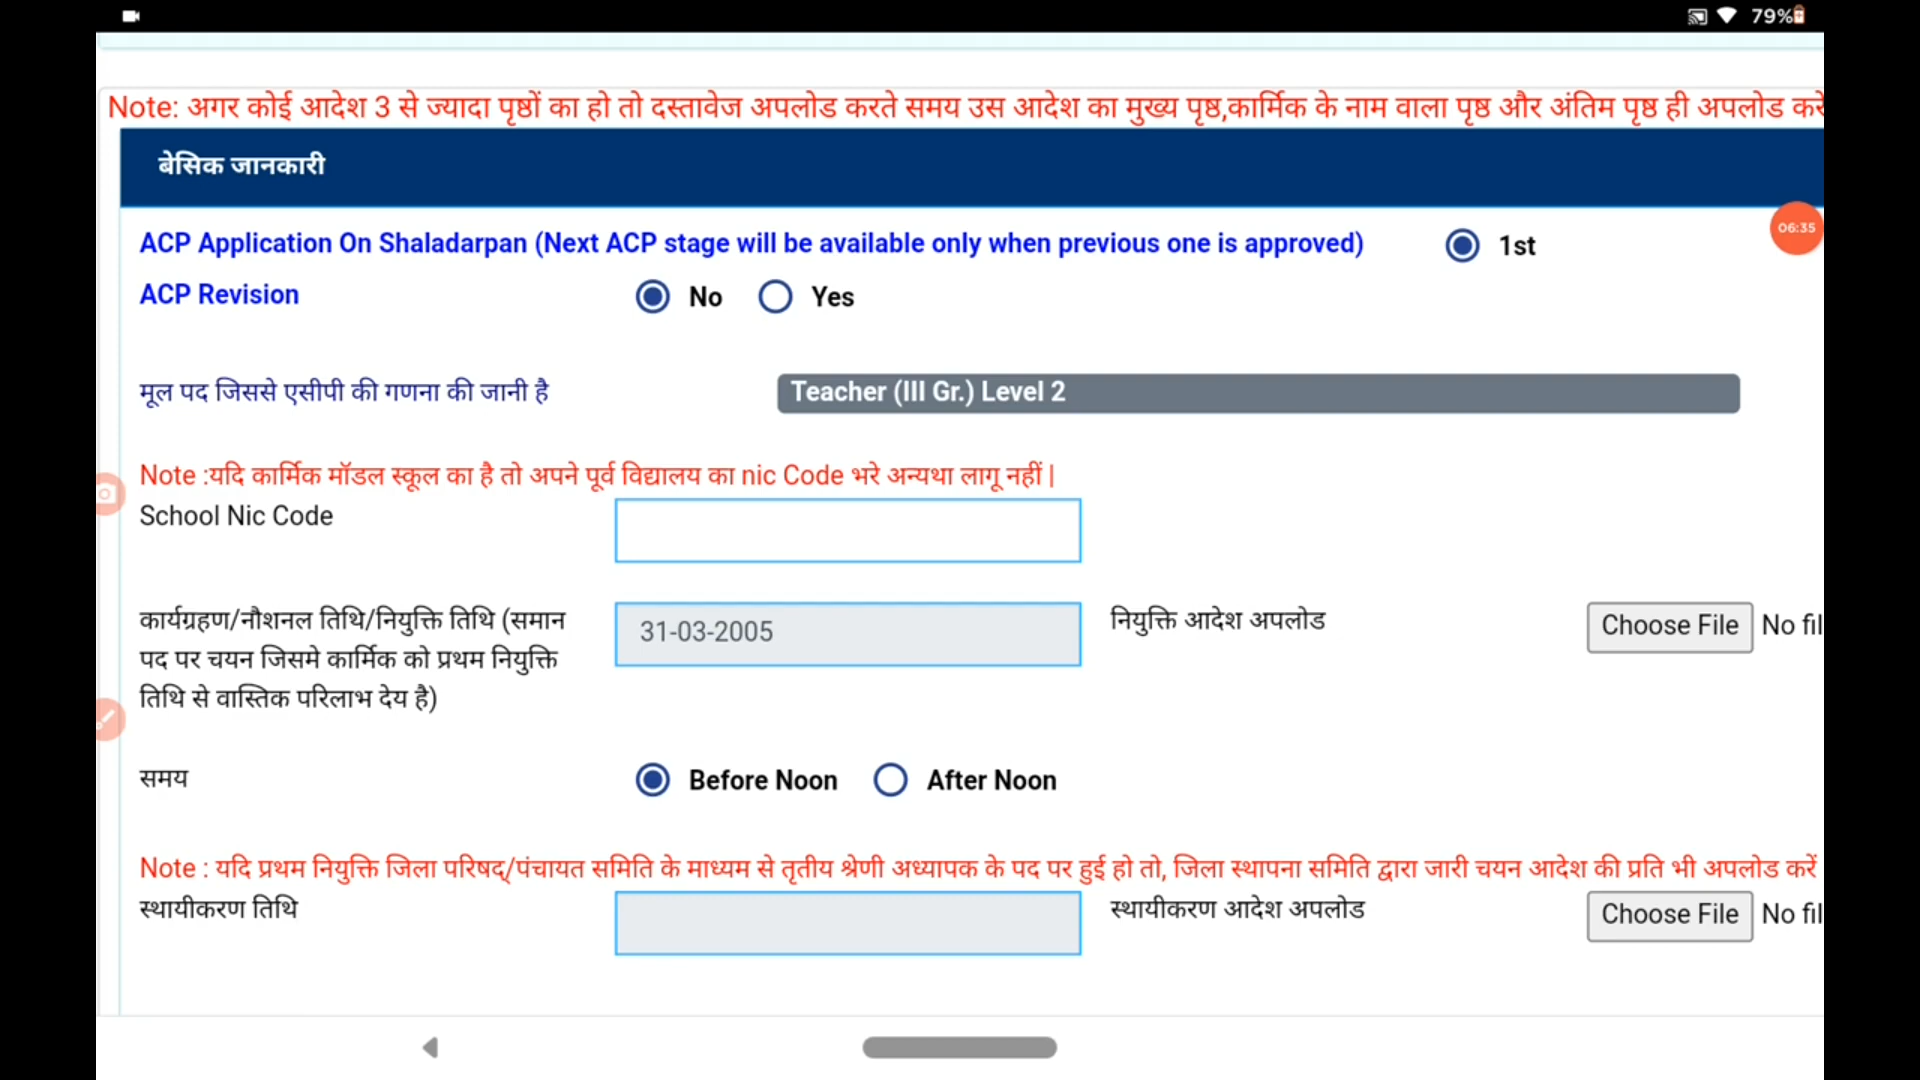 79%
Note: अगर कोई आदेश 3 से ज्यादा पृष्ठों का हो तो दस्तावेज अपलोड करते समय उस आदेश का मुख्य पृष्ठ,कार्मिक के नाम वाला पृष्ठ और अंतिम पृष्ठ ही अपलोड करे
बेसिक जानकारी
06:35
ACP Application On Shaladarpan (Next ACP stage will be available only when previous one is approved) 1st
ACP Revision No Yes
मूल पद जिससे एसीपी की गणना की जानी है Teacher (III Gr.) Level 2
Note :यदि कार्मिक मॉडल स्कूल का है तो अपने पूर्व विद्यालय का nic Code भरे अन्यथा लागू नहीं |
School Nic Code
कार्यग्रहण/नौशनल तिथि/नियुक्ति तिथि (समान 31-03-2005 नियुक्ति आदेश अपलोड Choose File No fil
पद पर चयन जिसमे कार्मिक को प्रथम नियुक्ति
तिथि से वास्तिक परिलाभ देय है)
समय Before Noon After Noon
Note : यदि प्रथम नियुक्ति जिला परिषद्/पंचायत समिति के माध्यम से तृतीय श्रेणी अध्यापक के पद पर हुई हो तो, जिला स्थापना समिति द्वारा जारी चयन आदेश की प्रति भी अपलोड करें
स्थायीकरण तिथि स्थायीकरण आदेश अपलोड Choose File No fil